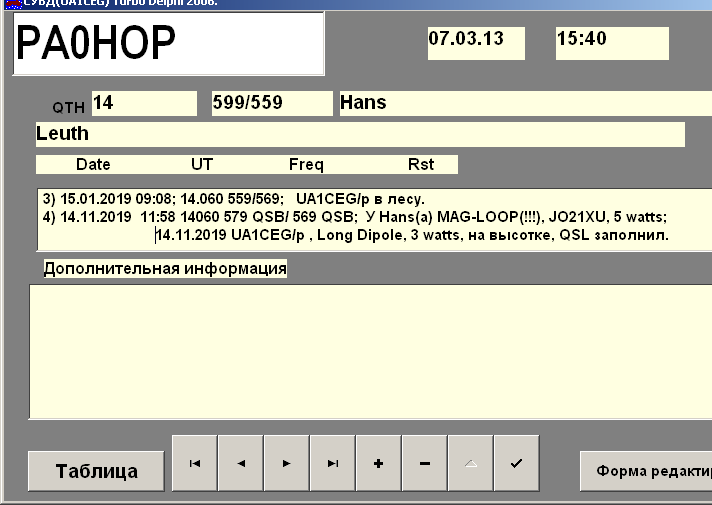 СУБД(UA1CEG) Turbo Delphi 2006.
PA0HOP
07.03.13 15:40
QTH 14 599/559 Hans
Leuth
Date UT Freq Rst
3) 15.01.2019 09:08; 14.060 559/569; UA1CEG/p в лесу.
4) 14.11.2019 11:58 14060 579 QSB/ 569 QSB; У Hans(а) MAG-LOOP(!!!), JO21XU, 5 watts;
14.11.2019 UA1CEG/p , Long Dipole, 3 watts, на высотке, QSL заполнил.
Дополнительная информация
Таблица Форма